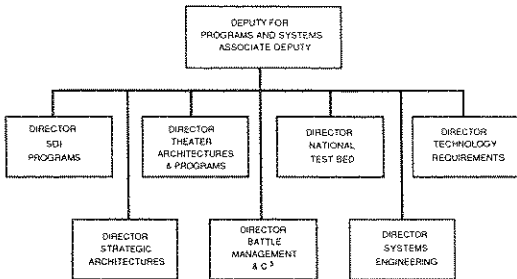 DEPUTY FOR
PROGRAMS AND SYSTEMS
ASSOCIATE DEPUTY
DIRECTOR
SDI
PROGRAMS
DIRECTOR
THEATER
ARCHITECTURES
& PROGRAMS
DIRECTOR
NATIONAL
TEST BED
DIRECTOR
TECHNOLOGY
REQUIREMENTS
DIRECTOR
STRATEGIC
ARCHITECTURES
DIRECTOR
BATTLE
MANAGEMENT
& C³
DIRECTOR
SYSTEMS
ENGINEERING